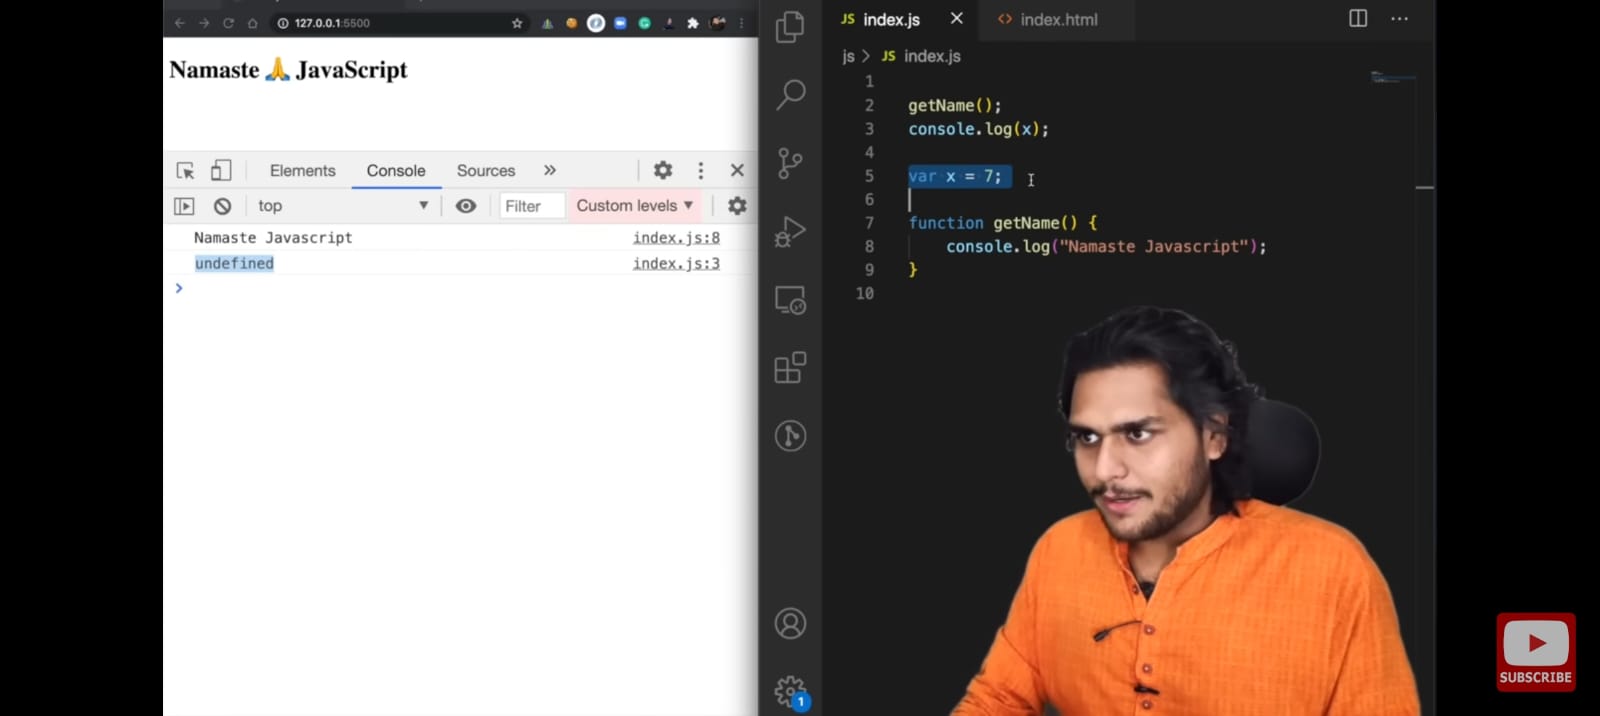 127.0.0.1:5500
Namaste 🙏 JavaScript
Elements Console Sources »
top Filter Custom levels
Namaste Javascript index.js:8
undefined index.js:3
>
JS index.js <> index.html
js > JS index.js
1
2 getName();
3 console.log(x);
4
5 var x = 7;
6
7 function getName() {
8 console.log("Namaste Javascript");
9 }
10
1
SUBSCRIBE